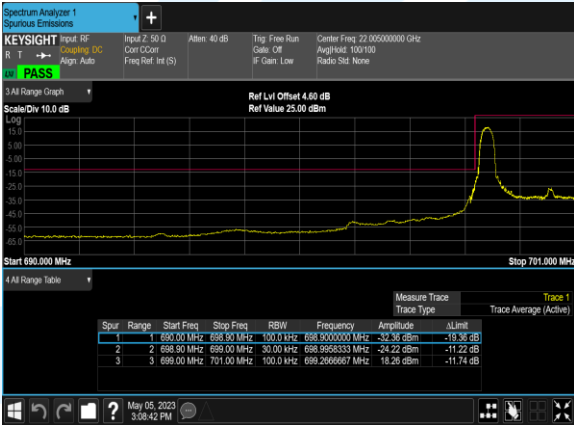 Spectrum Analyzer 1
Spurious Emissions
+
KEYSIGHT Input: RF Input Z: 50 Ω Atten: 40 dB Trig: Free Run Center Freq: 22.005000000 GHz
R T Coupling: DC Corr CCorr Gate: Off Avg|Hold: 100/100
Align: Auto Freq Ref: Int (S) IF Gain: Low Radio Std: None
PASS
3 All Range Graph
Ref Lvl Offset 4.60 dB
Scale/Div 10.0 dB Ref Value 25.00 dBm
Log
15.0
5.00
-5.00
-15.0
-25.0
-35.0
-45.0
-55.0
-65.0
Start 690.000 MHz Stop 701.000 MHz
4 All Range Table
Measure Trace Trace 1
Trace Type Trace Average (Active)
Spur Range Start Freq Stop Freq RBW Frequency Amplitude ΔLimit
1 1 690.00 MHz 698.90 MHz 100.0 kHz 698.9000000 MHz -32.36 dBm -19.36 dB
2 2 698.90 MHz 699.00 MHz 30.00 kHz 698.9958333 MHz -24.22 dBm -11.22 dB
3 3 699.00 MHz 701.00 MHz 100.0 kHz 699.2666667 MHz 18.26 dBm -11.74 dB
? May 05, 2023
3:08:42 PM